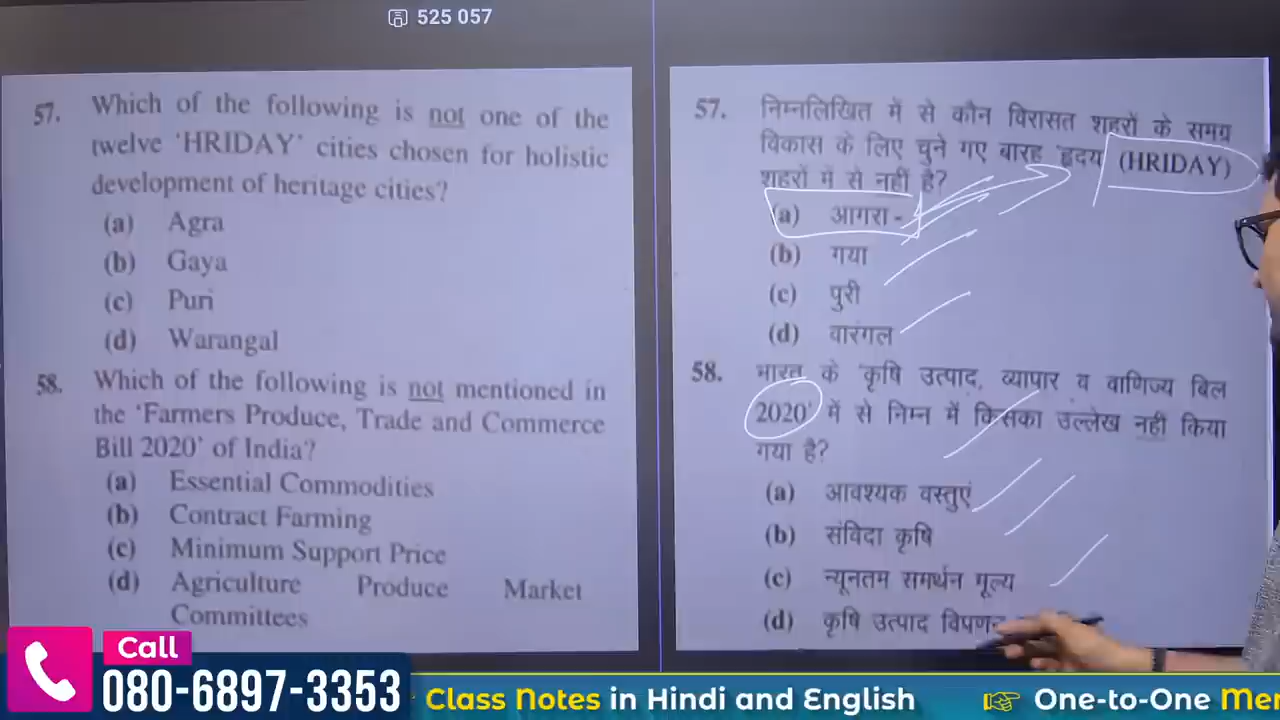 525 057
57. Which of the following is not one of the
twelve ‘HRIDAY’ cities chosen for holistic
development of heritage cities?
(a) Agra
(b) Gaya
(c) Puri
(d) Warangal
58. Which of the following is not mentioned in
the ‘Farmers Produce, Trade and Commerce
Bill 2020’ of India?
(a) Essential Commodities
(b) Contract Farming
(c) Minimum Support Price
(d) Agriculture Produce Market
Committees
57. निम्नलिखित में से कौन विरासत शहरों के समग्र
विकास के लिए चुने गए बारह 'हृदय' (HRIDAY)
शहरों में से नहीं है?
(a) आगरा -
(b) गया
(c) पुरी
(d) वारंगल
58. भारत के 'कृषि उत्पाद, व्यापार व वाणिज्य बिल
2020' में से निम्न में किसका उल्लेख नहीं किया
गया है?
(a) आवश्यक वस्तुएं
(b) संविदा कृषि
(c) न्यूनतम समर्थन मूल्य
(d) कृषि उत्पाद विपणन
Call
080-6897-3353
Class Notes in Hindi and English
One-to-One